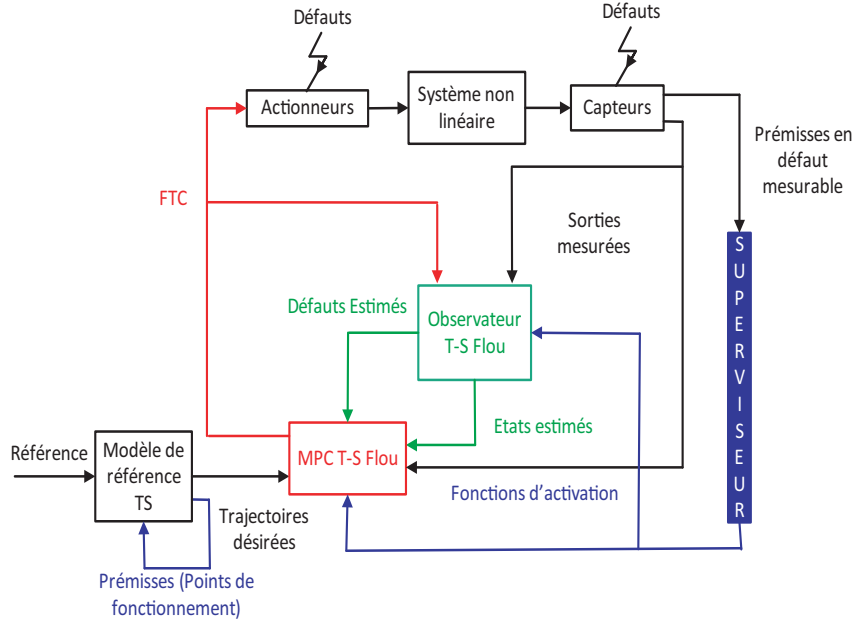 Défauts
Défauts
Actionneurs
Système non
linéaire
Capteurs
Prémisses en
défaut
mesurable
FTC
Sorties
mesurées
SUPERVISEUR
Défauts Estimés
Observateur
T-S Flou
Etats estimés
Référence
Modèle de
référence
TS
MPC T-S Flou
Fonctions d'activation
Trajectoires
désirées
Prémisses (Points de
fonctionnement)